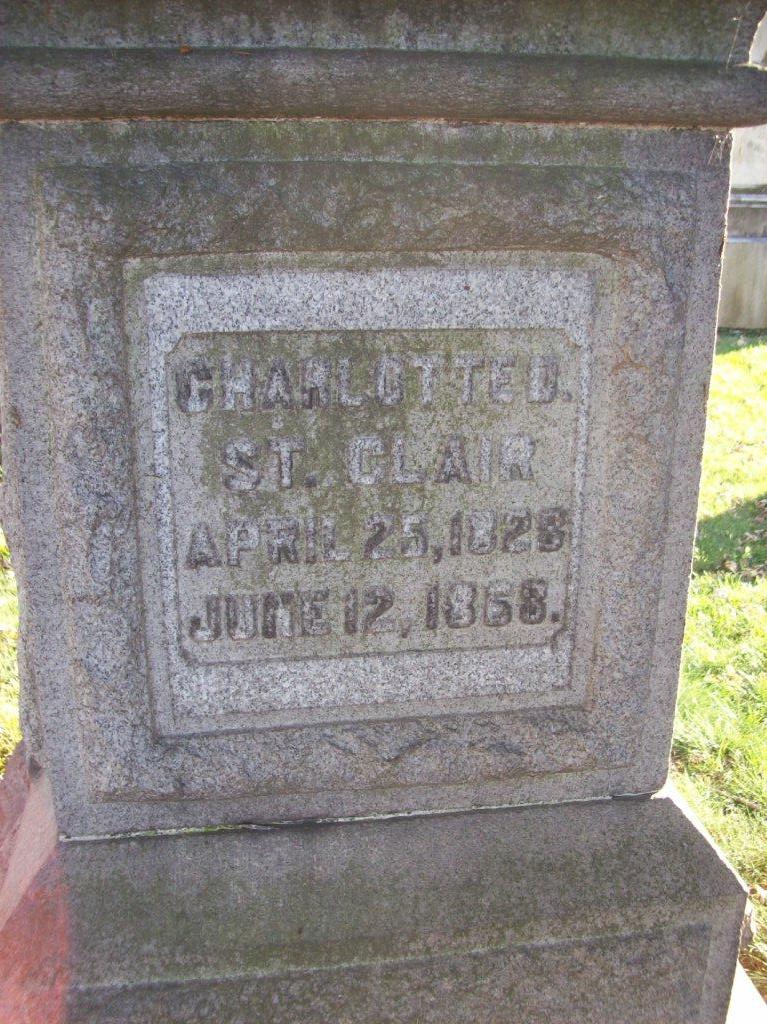 CHARLOTTE D.
ST. CLAIR
APRIL 25, 1828
JUNE 12, 1868.